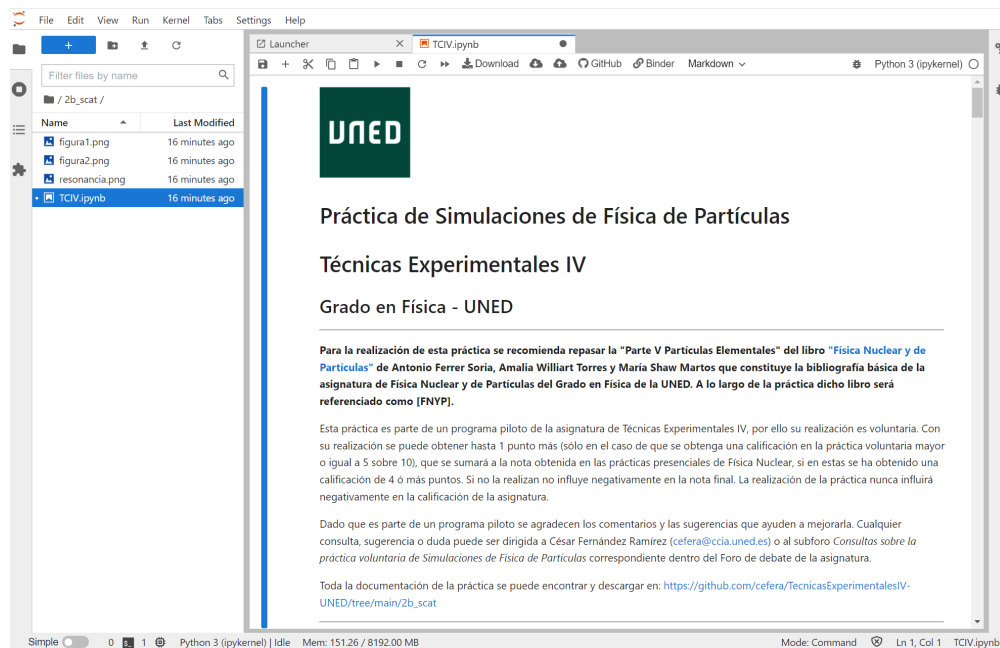 File Edit View Run Kernel Tabs Settings Help
+
Filter files by name
/ 2b_scat /
Name Last Modified
figura1.png 16 minutes ago
figura2.png 16 minutes ago
resonancia.png 16 minutes ago
TCIV.ipynb 16 minutes ago
Launcher TCIV.ipynb
Download GitHub Binder Markdown Python 3 (ipykernel)
UNED
Práctica de Simulaciones de Física de Partículas
Técnicas Experimentales IV
Grado en Física - UNED
Para la realización de esta práctica se recomienda repasar la "Parte V Partículas Elementales" del libro "Física Nuclear y de
Partículas" de Antonio Ferrer Soria, Amalia Williart Torres y María Shaw Martos que constituye la bibliografía básica de la
asignatura de Física Nuclear y de Partículas del Grado en Física de la UNED. A lo largo de la práctica dicho libro será
referenciado como [FNYP].
Esta práctica es parte de un programa piloto de la asignatura de Técnicas Experimentales IV, por ello su realización es voluntaria. Con
su realización se puede obtener hasta 1 punto más (sólo en el caso de que se obtenga una calificación en la práctica voluntaria mayor
o igual a 5 sobre 10), que se sumará a la nota obtenida en las prácticas presenciales de Física Nuclear, si en estas se ha obtenido una
calificación de 4 ó más puntos. Si no la realizan no influye negativamente en la nota final. La realización de la práctica nunca influirá
negativamente en la calificación de la asignatura.
Dado que es parte de un programa piloto se agradecen los comentarios y las sugerencias que ayuden a mejorarla. Cualquier
consulta, sugerencia o duda puede ser dirigida a César Fernández Ramírez (cefera@ccia.uned.es) o al subforo Consultas sobre la
práctica voluntaria de Simulaciones de Física de Partículas correspondiente dentro del Foro de debate de la asignatura.
Toda la documentación de la práctica se puede encontrar y descargar en: https://github.com/cefera/TecnicasExperimentalesIV-
UNED/tree/main/2b_scat
Simple 0 1 Python 3 (ipykernel) | Idle Mem: 151.26 / 8192.00 MB Mode: Command Ln 1, Col 1 TCIV.ipynb